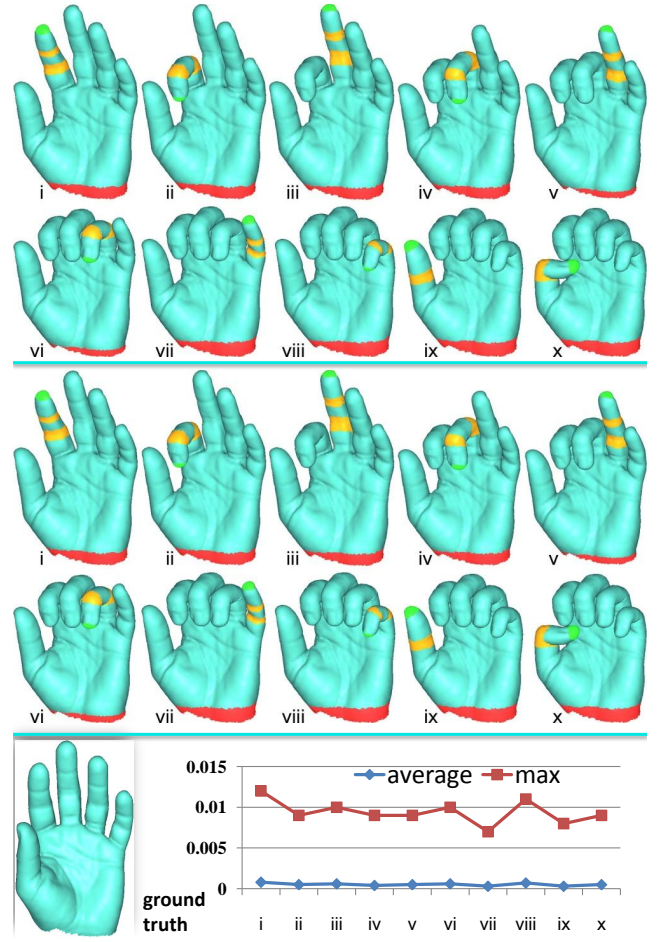 i ii iii iv v
vi vii viii ix x
i ii iii iv v
vi vii viii ix x
0.015
average max
0.01
0.005
0
ground
truth
i ii iii iv v vi vii viii ix x